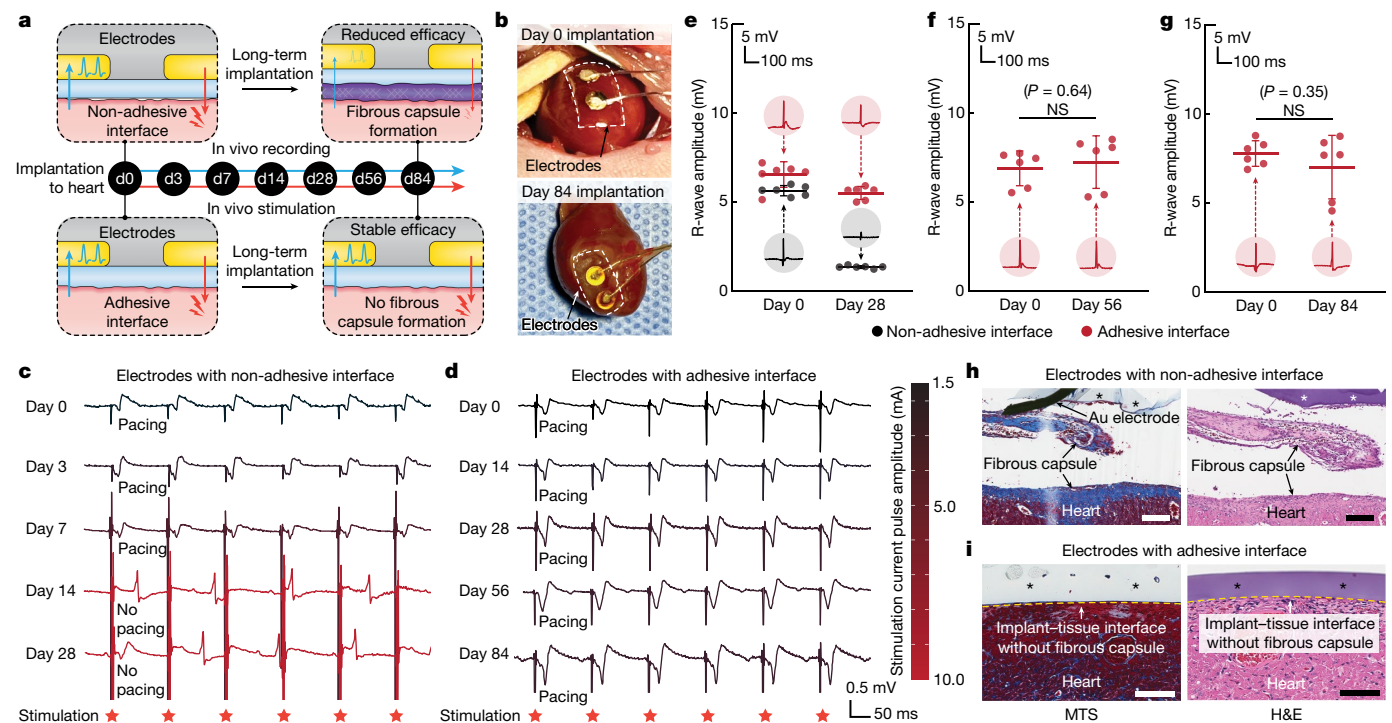 a
Electrodes
Non-adhesive
interface
Long-term
implantation
Reduced efficacy
Fibrous capsule
formation
In vivo recording
Implantation
to heart
d0
d3
d7
d14
d28
d56
d84
In vivo stimulation
Electrodes
Adhesive
interface
Long-term
implantation
Stable efficacy
No fibrous
capsule formation
b
Day 0 implantation
Electrodes
Day 84 implantation
Electrodes
e
15
10
5
0
R-wave amplitude (mV)
5 mV
100 ms
Day 0
Day 28
f
15
10
5
0
R-wave amplitude (mV)
5 mV
100 ms
(P = 0.64)
NS
Day 0
Day 56
g
15
10
5
0
R-wave amplitude (mV)
5 mV
100 ms
(P = 0.35)
NS
Day 0
Day 84
Non-adhesive interface
Adhesive interface
c
Electrodes with non-adhesive interface
Day 0
Pacing
Day 3
Pacing
Day 7
Pacing
Day 14
No
pacing
Day 28
No
pacing
Stimulation
d
Electrodes with adhesive interface
Day 0
Pacing
Day 14
Pacing
Day 28
Pacing
Day 56
Pacing
Day 84
Pacing
Stimulation
0.5 mV
50 ms
Stimulation current pulse amplitude (mA)
1.5
5.0
10.0
h
Electrodes with non-adhesive interface
* *
Au electrode
Fibrous capsule
Heart
* *
Fibrous capsule
Heart
i
Electrodes with adhesive interface
* *
Implant–tissue interface
without fibrous capsule
Heart
* *
Implant–tissue interface
without fibrous capsule
Heart
MTS
H&E